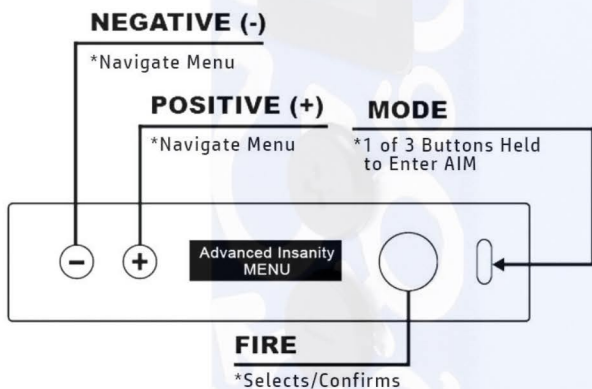 NEGATIVE (-)
*Navigate Menu
POSITIVE (+)
*Navigate Menu
MODE
*1 of 3 Buttons Held
to Enter AIM
−
+
Advanced Insanity
MENU
FIRE
*Selects/Confirms